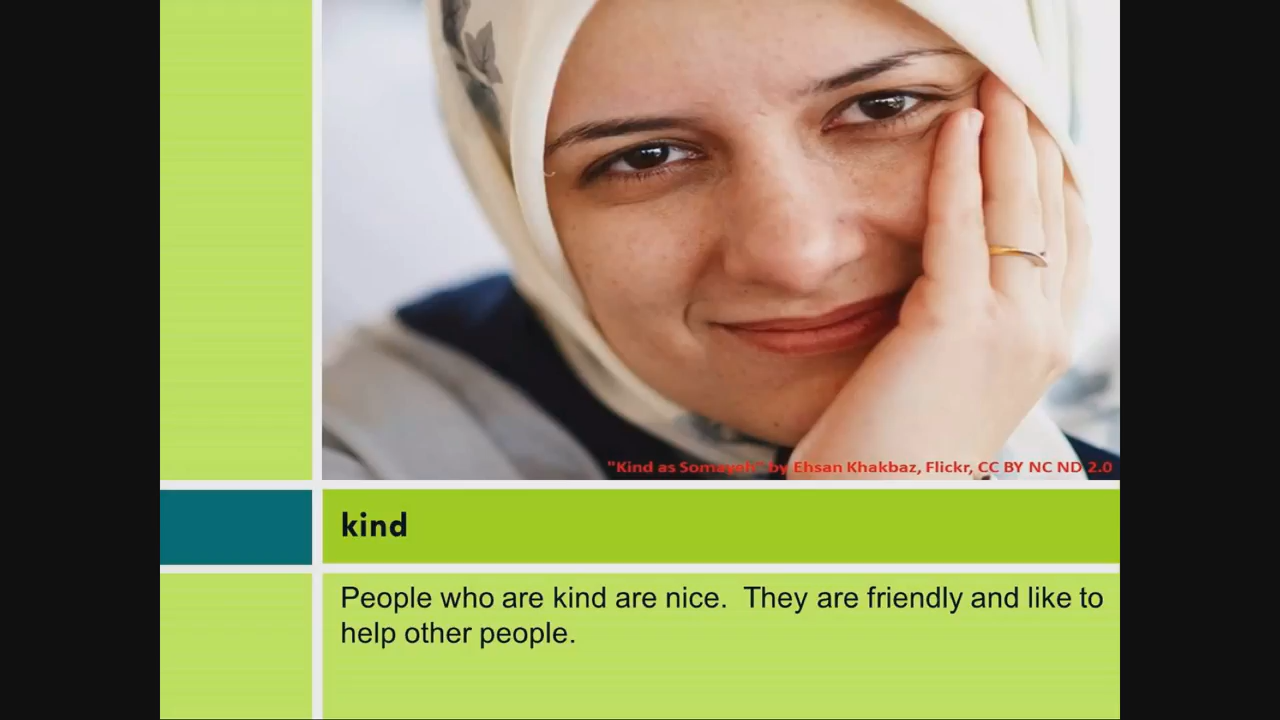 "Kind as Somayeh" by Ehsan Khakbaz, Flickr, CC BY NC ND 2.0
kind
People who are kind are nice.  They are friendly and like to
help other people.